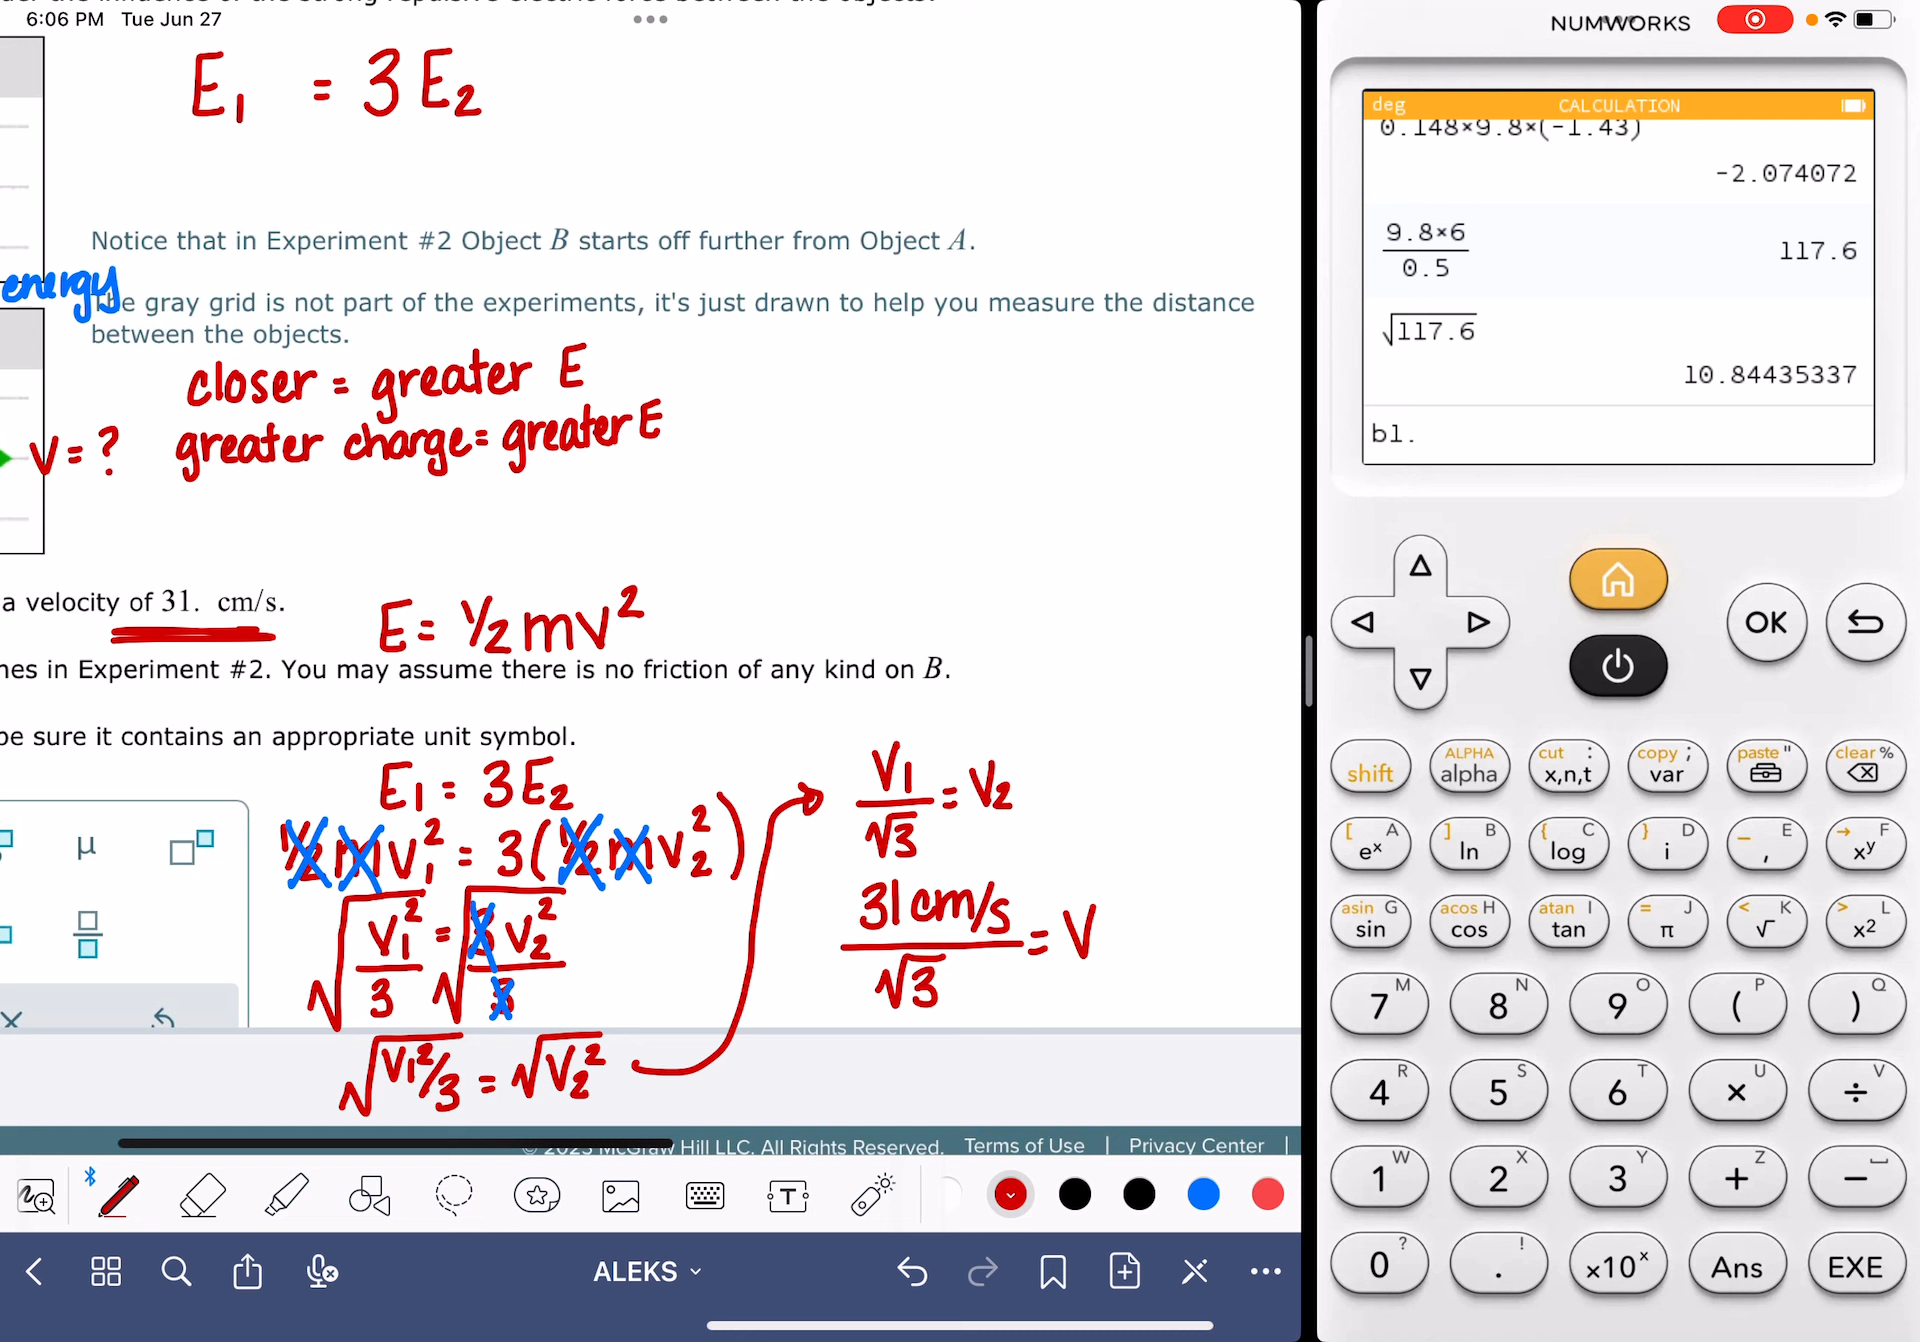 6:06 PM Tue Jun 27
E₁ = 3E₂
Notice that in Experiment #2 Object B starts off further from Object A.
energy
The gray grid is not part of the experiments, it's just drawn to help you measure the distance
between the objects.
closer = greater E
V = ? greater charge = greater E
a velocity of 31. cm/s.
E = ½mv²
nes in Experiment #2. You may assume there is no friction of any kind on B.
be sure it contains an appropriate unit symbol.
E₁ = 3E₂
½mv₁² = 3(½mv₂²)
√(v₁²/3) = √(3v₂²/3)
√(v₁²/3) = √(v₂²)
V₁/√3 = V₂
31cm/s/√3 = V
μ
© 2023 McGraw Hill LLC. All Rights Reserved. Terms of Use | Privacy Center |
T
ALEKS
NUMWORKS
deg CALCULATION
0.148×9.8×(-1.43)
-2.074072
9.8×6/0.5
117.6
√117.6
10.84435337
bl.
OK
shift ALPHA alpha cut : x,n,t copy ; var paste " clear %
[ A eˣ ] B ln { C log } D i _ E , → F xʸ
asin G sin acos H cos atan I tan = J π < K √ > L x²
7 M 8 N 9 O ( P ) Q
4 R 5 S 6 T × U ÷ V
1 W 2 X 3 Y + Z −
0 ? . ! ×10ˣ Ans EXE